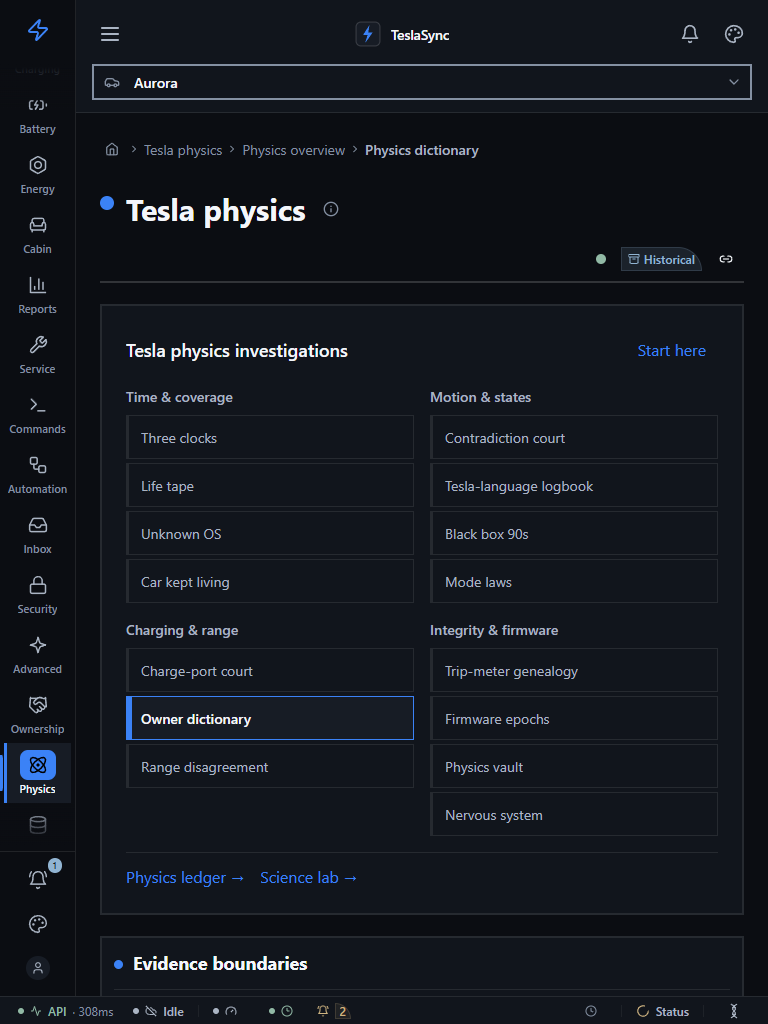 TeslaSync
Aurora
Charging
Battery
Energy
Cabin
Reports
Service
Commands
Automation
Inbox
Security
Advanced
Ownership
Physics
1
Tesla physics
Physics overview
Physics dictionary
Tesla physics
Historical
Tesla physics investigations
Start here
Time & coverage
Three clocks
Life tape
Unknown OS
Car kept living
Motion & states
Contradiction court
Tesla-language logbook
Black box 90s
Mode laws
Charging & range
Charge-port court
Owner dictionary
Range disagreement
Integrity & firmware
Trip-meter genealogy
Firmware epochs
Physics vault
Nervous system
Physics ledger →
Science lab →
Evidence boundaries
API · 308ms
Idle
2
Status